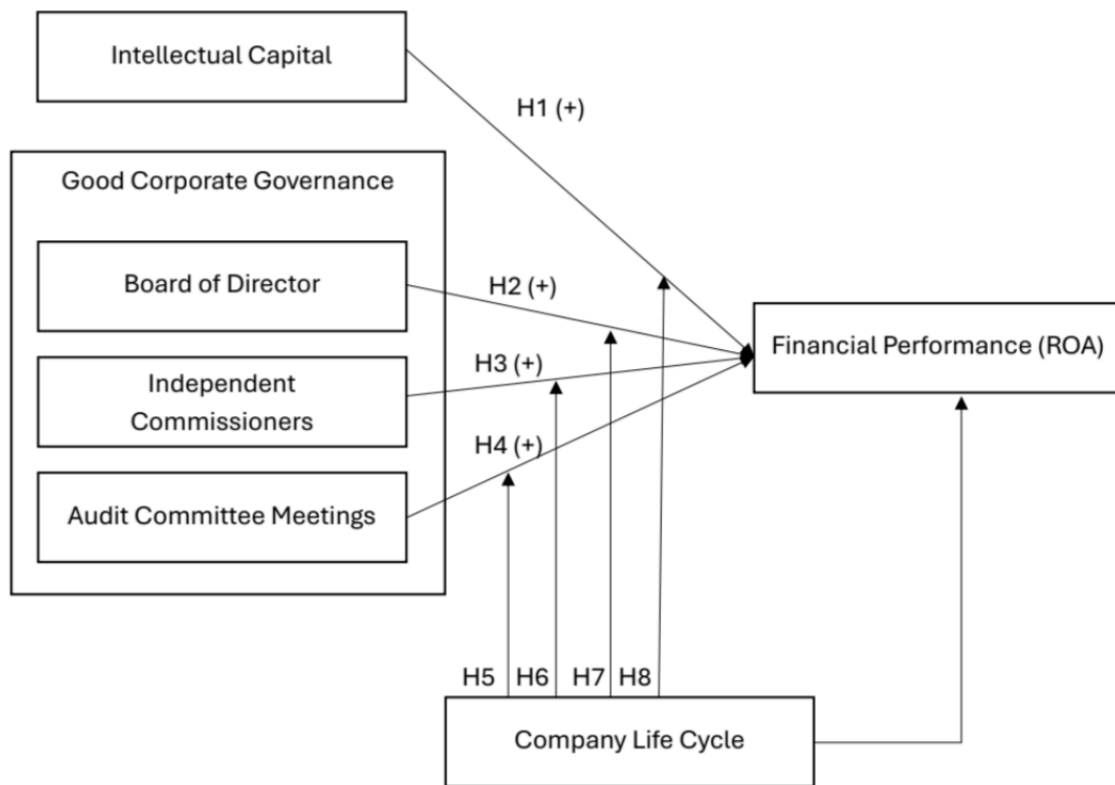 Intellectual Capital
H1 (+)
Good Corporate Governance
Board of Director
H2 (+)
Financial Performance (ROA)
H3 (+)
Independent
Commissioners
H4 (+)
Audit Committee Meetings
H5
H6
H7
H8
Company Life Cycle